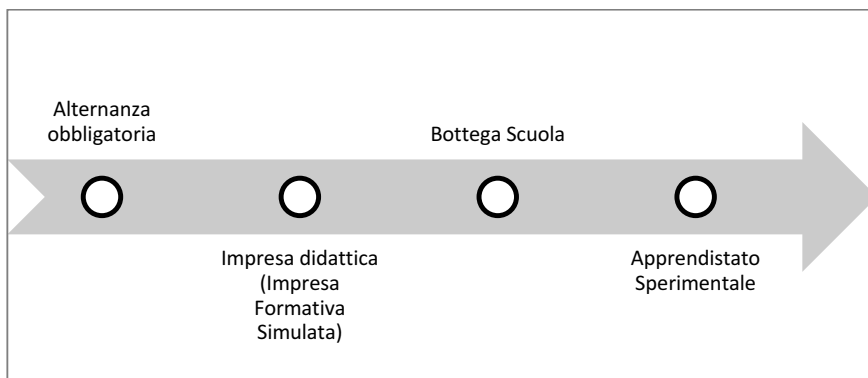 Alternanza
obbligatoria
Impresa didattica
(Impresa
Formativa
Simulata)
Bottega Scuola
Apprendistato
Sperimentale